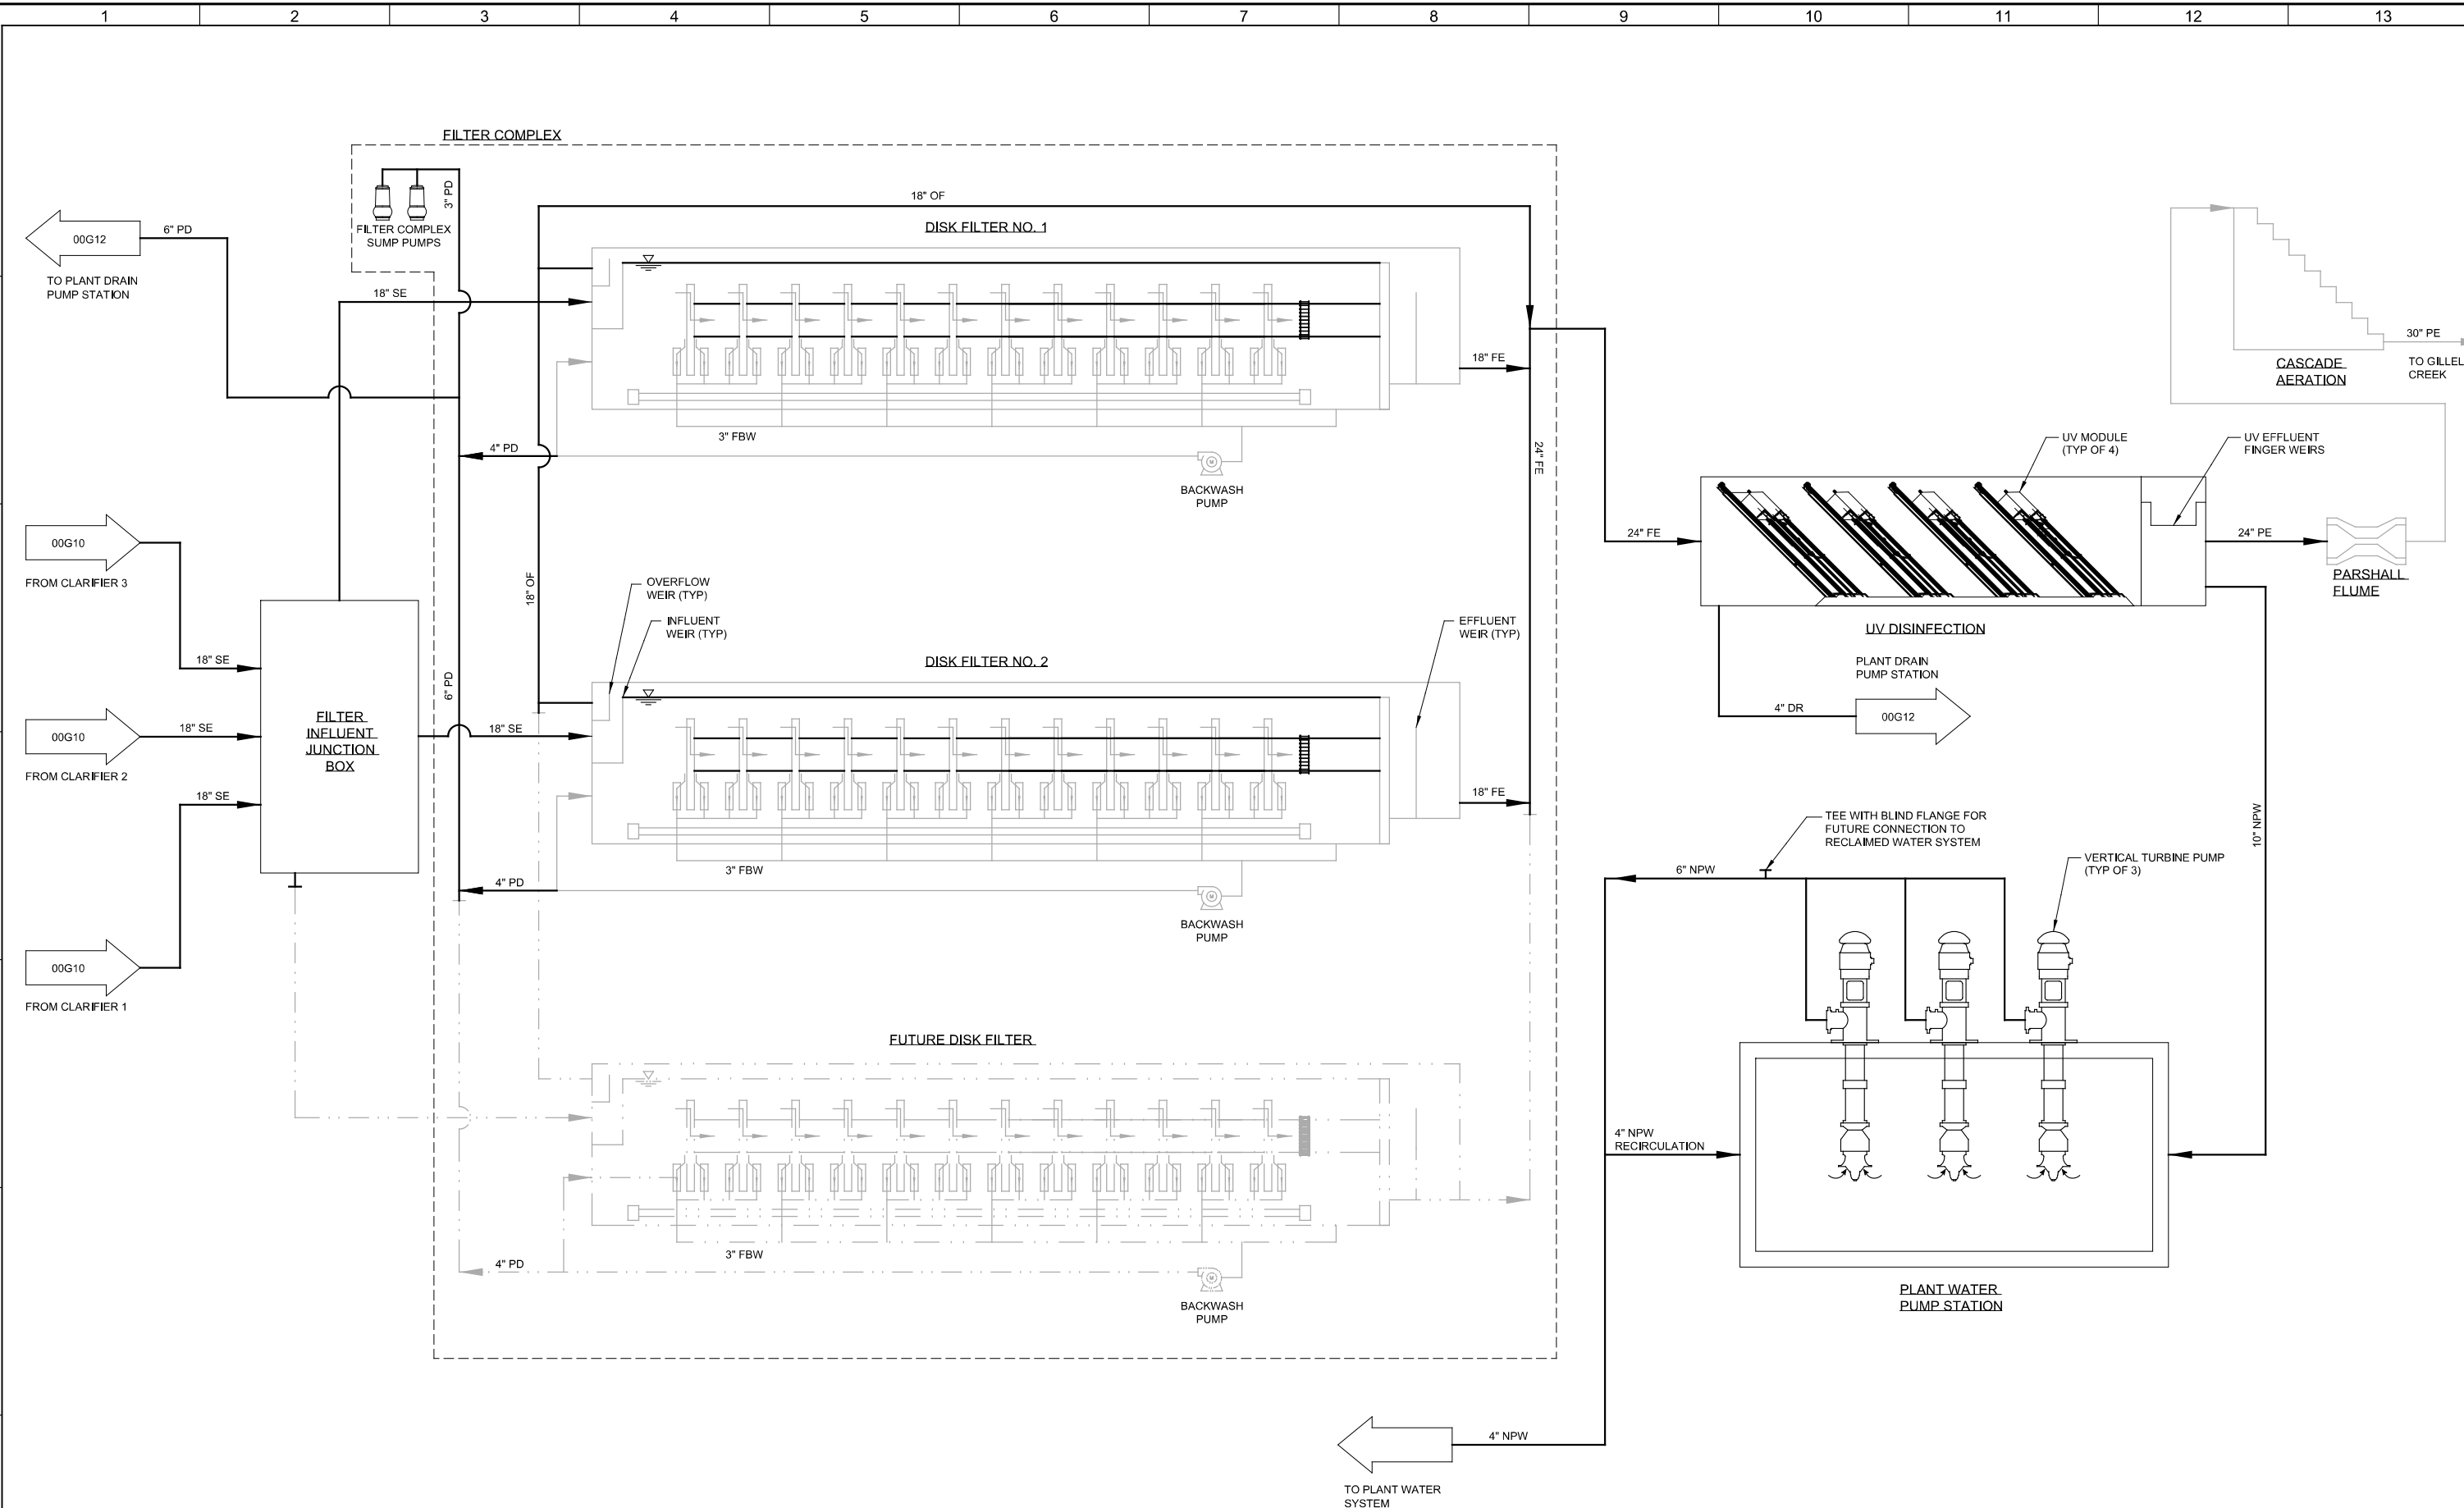 1 2 3 4 5 6 7 8 9 10 11 12 13
FILTER COMPLEX
3" PD
FILTER COMPLEX
SUMP PUMPS
00G12
6" PD
TO PLANT DRAIN
PUMP STATION
18" SE
18" OF
DISK FILTER NO. 1
18" FE
3" FBW
4" PD
M
BACKWASH
PUMP
24" FE
30" PE
CASCADE
AERATION
TO
CREEK
UV MODULE
(TYP OF 4)
UV EFFLUENT
FINGER WEIRS
24" FE
24" PE
PARSHALL
FLUME
UV DISINFECTION
00G10
FROM CLARIFIER 3
18" SE
18" OF
OVERFLOW
WEIR (TYP)
INFLUENT
WEIR (TYP)
EFFLUENT
WEIR (TYP)
DISK FILTER NO. 2
6" PD
00G10
18" SE
FROM CLARIFIER 2
FILTER
INFLUENT
JUNCTION
BOX
18" SE
18" SE
18" FE
3" FBW
4" PD
M
BACKWASH
PUMP
PLANT DRAIN
PUMP STATION
4" DR
00G12
10" NPW
TEE WITH BLIND FLANGE FOR
FUTURE CONNECTION TO
RECLAIMED WATER SYSTEM
6" NPW
VERTICAL TURBINE PUMP
(TYP OF 3)
00G10
FROM CLARIFIER 1
FUTURE DISK FILTER
3" FBW
4" PD
M
BACKWASH
PUMP
4" NPW
RECIRCULATION
PLANT WATER
PUMP STATION
4" NPW
TO PLANT WATER
SYSTEM